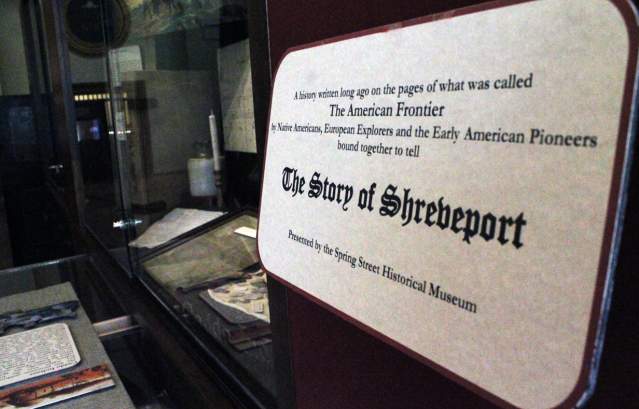 A history written long ago on the pages of what was called
The American Frontier
by Native Americans, European Explorers and the Early American Pioneers
bound together to tell
The Story of Shreveport
Presented by the Spring Street Historical Museum